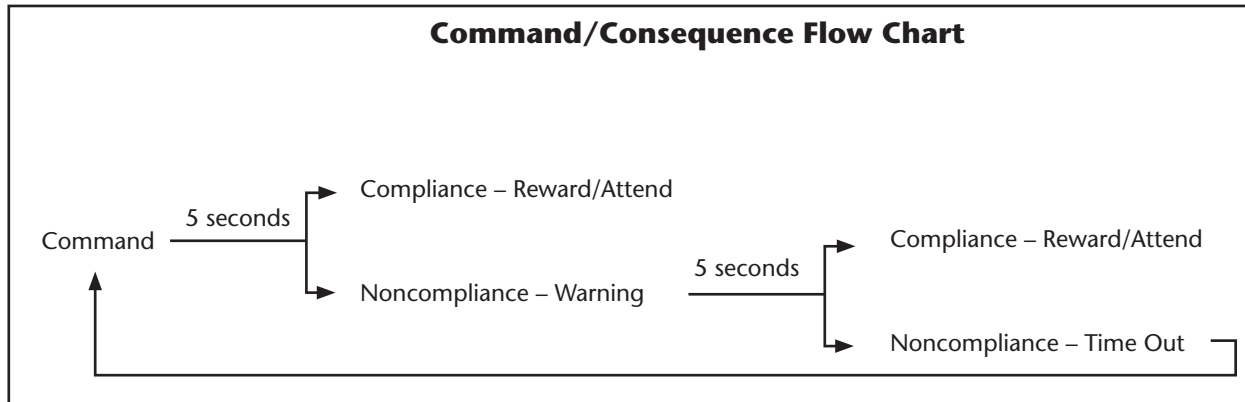 Command/Consequence Flow Chart
Compliance – Reward/Attend
5 seconds
Command
Noncompliance – Warning
5 seconds
Compliance – Reward/Attend
Noncompliance – Time Out